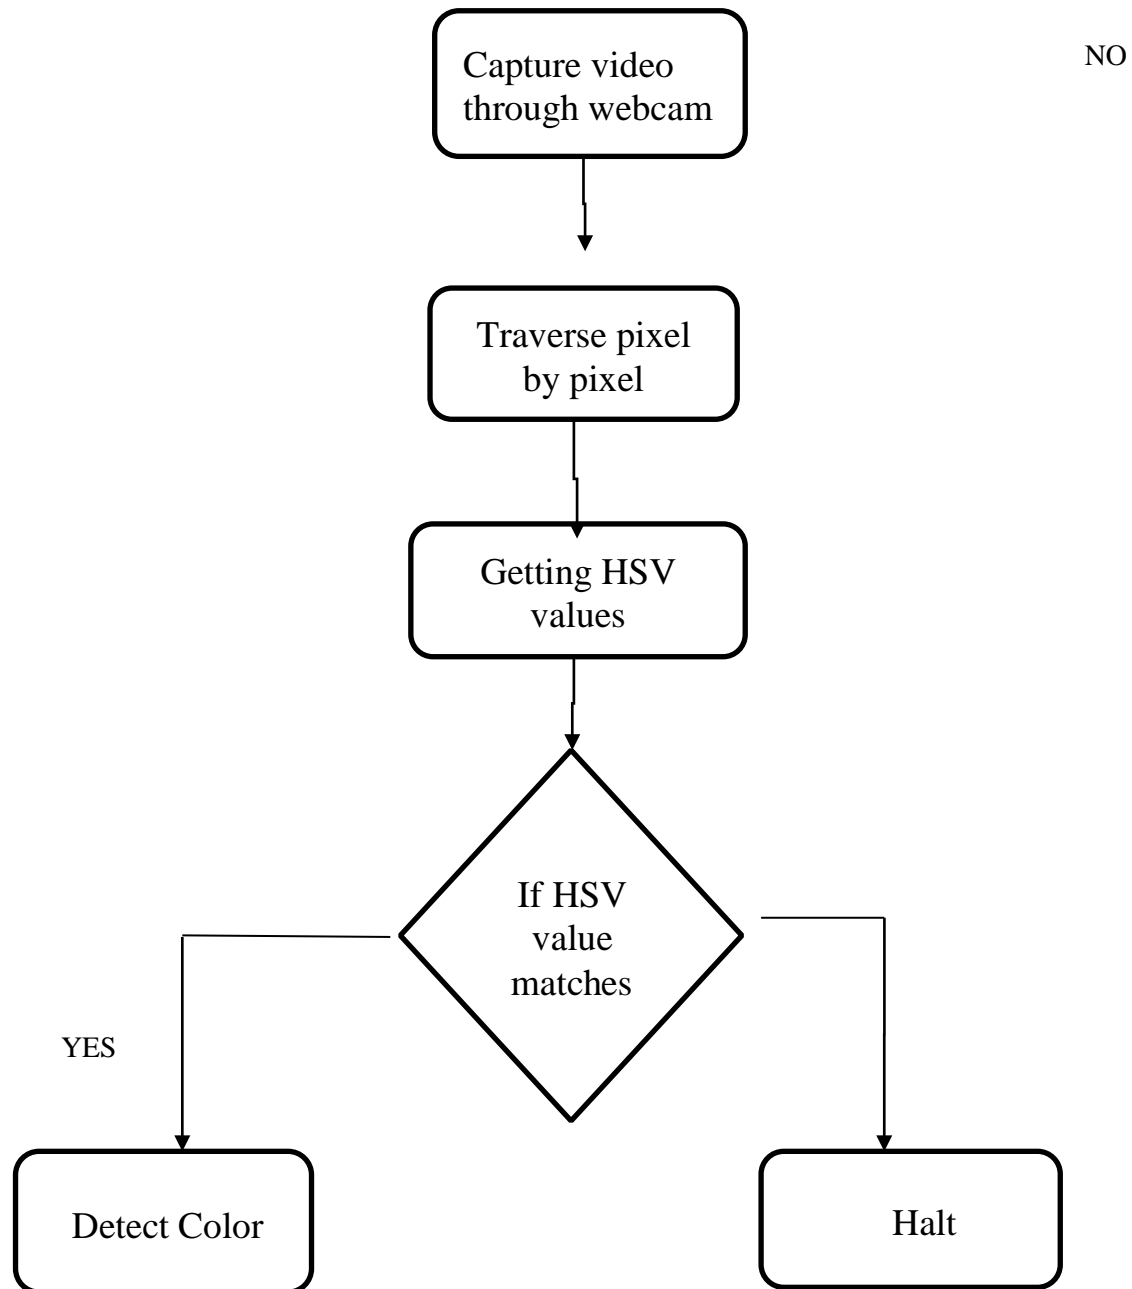 Capture video
through webcam
NO
Traverse pixel
by pixel
Getting HSV
values
If HSV
value
matches
YES
Detect Color
Halt